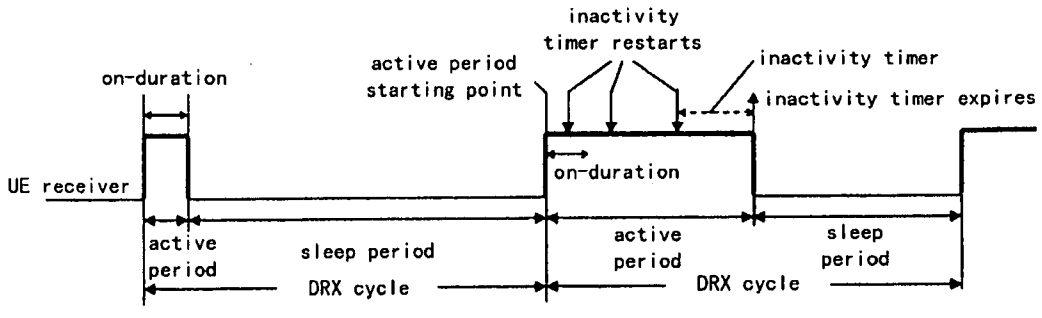 inactivity
timer restarts
inactivity timer
active period
starting point
on-duration
inactivity timer expires
on-duration
UE receiver
active
period
sleep period
active
period
sleep
period
DRX cycle
DRX cycle